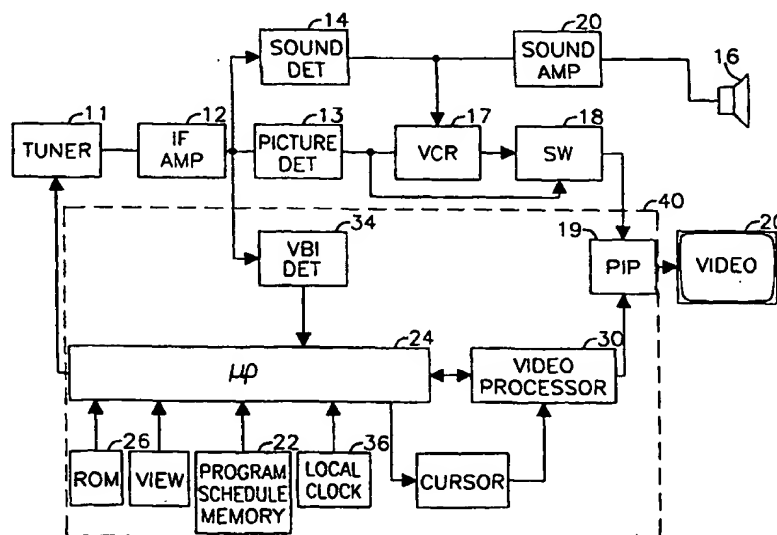 14
SOUND
DET
20
SOUND
AMP
16
11
TUNER
12
IF
AMP
13
PICTURE
DET
17
VCR
18
SW
40
34
VBI
DET
19
PIP
20
VIDEO
24
μP
30
VIDEO
PROCESSOR
26
ROM
VIEW
22
PROGRAM
SCHEDULE
MEMORY
36
LOCAL
CLOCK
CURSOR